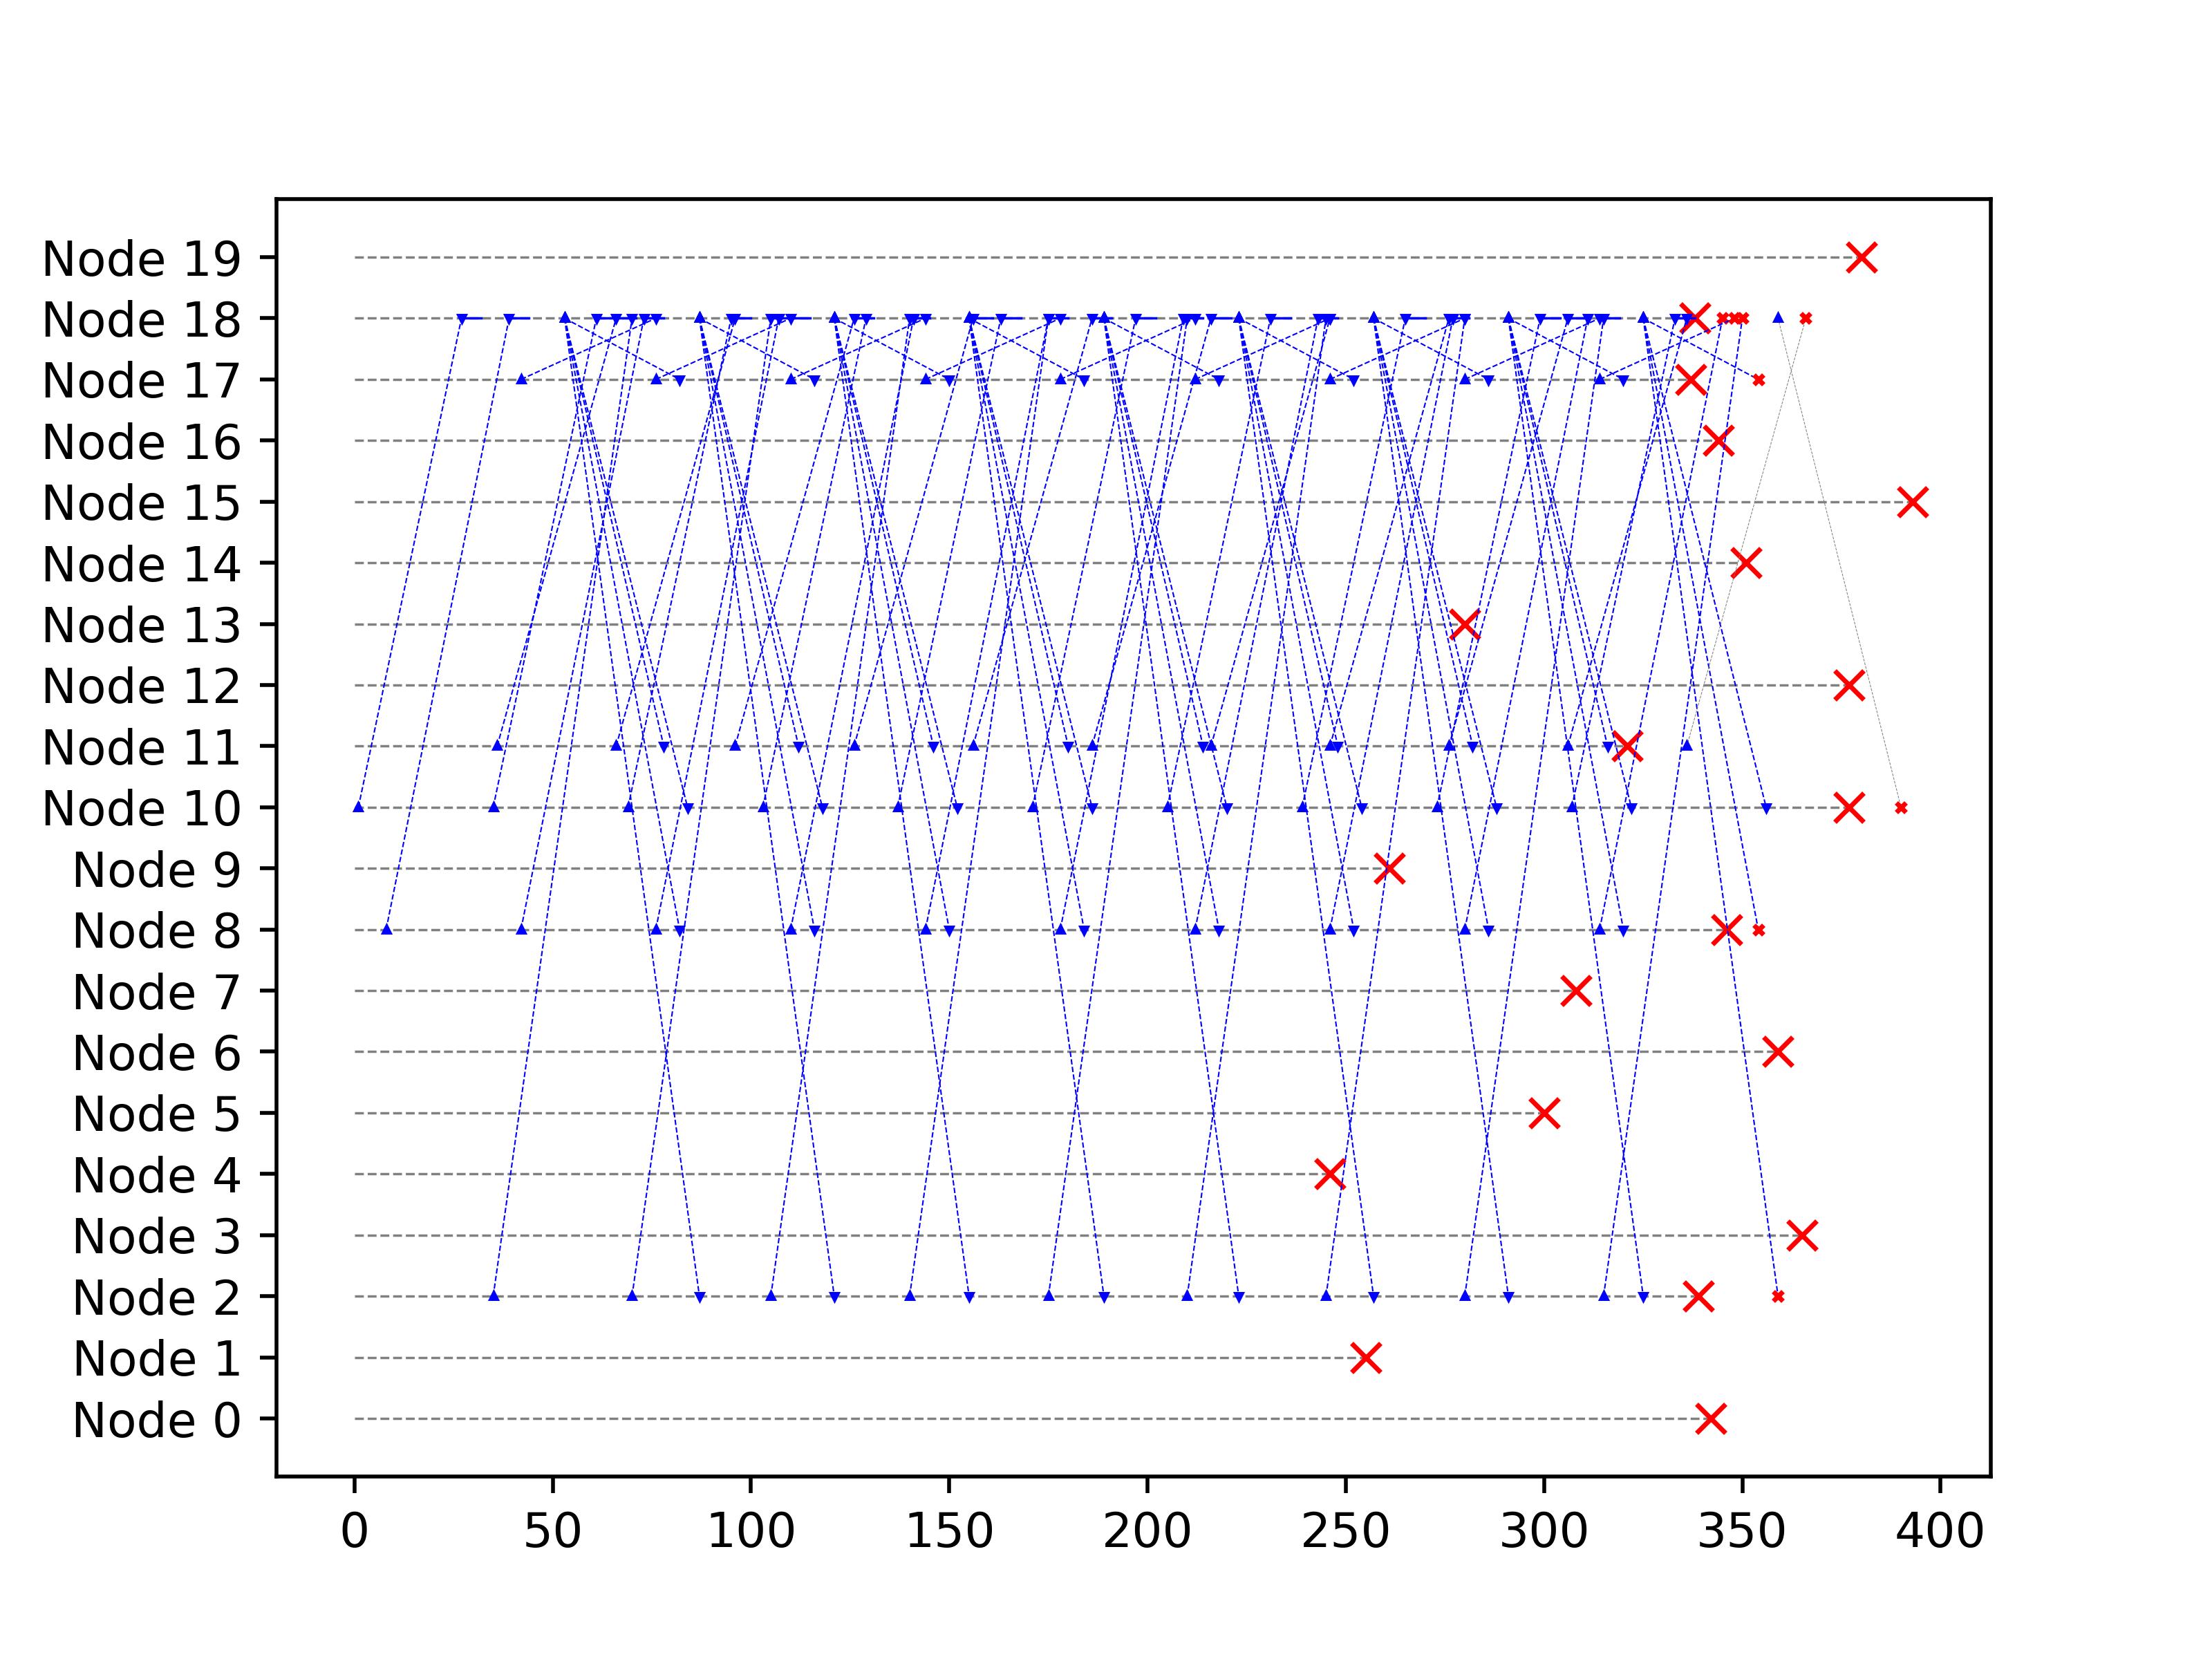 Node 19
Node 18
Node 17
Node 16
Node 15
Node 14
Node 13
Node 12
Node 11
Node 10
Node 9
Node 8
Node 7
Node 6
Node 5
Node 4
Node 3
Node 2
Node 1
Node 0
0 50 100 150 200 250 300 350 400